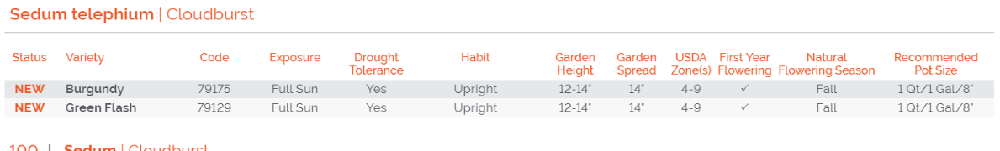 Sedum telephium | Cloudburst
Status Variety Code Exposure Drought Tolerance Habit Garden Height Garden Spread USDA Zone(s) First Year Flowering Natural Flowering Season Recommended Pot Size
NEW Burgundy 79175 Full Sun Yes Upright 12-14" 14" 4-9 ✓ Fall 1 Qt/1 Gal/8"
NEW Green Flash 79129 Full Sun Yes Upright 12-14" 14" 4-9 ✓ Fall 1 Qt/1 Gal/8"
100 | Sedum | Cloudburst